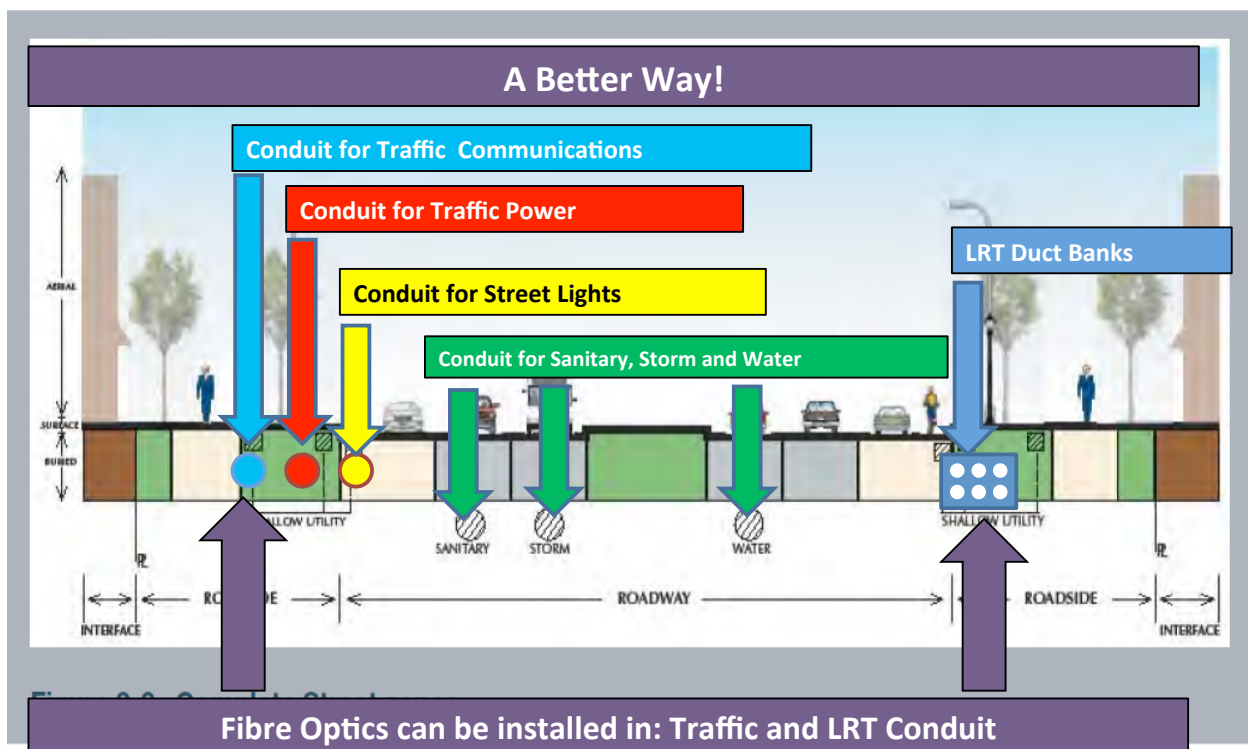 A Better Way!
Conduit for Traffic Communications
Conduit for Traffic Power
LRT Duct Banks
Conduit for Street Lights
Conduit for Sanitary, Storm and Water
AERIAL
SURFACE
BURIED
SHALLOW UTILITY
SANITARY
STORM
WATER
SHALLOW UTILITY
ROADWAY
ROADSIDE
INTERFACE
INTERFACE
Fibre Optics can be installed in: Traffic and LRT Conduit